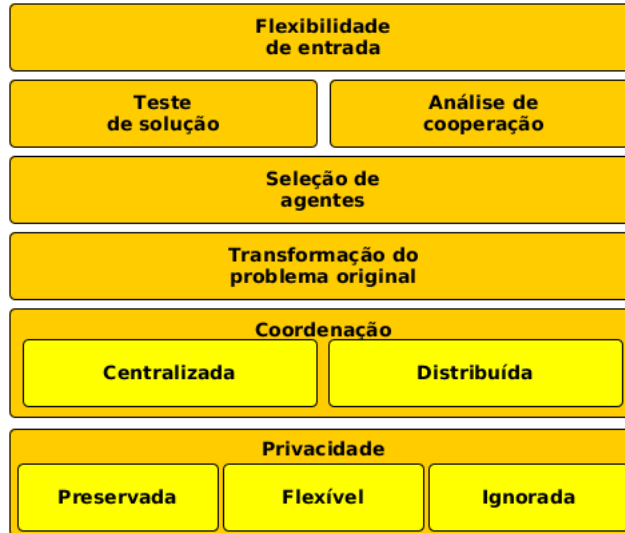 Flexibilidade
de entrada
Teste
de solução
Análise de
cooperação
Seleção de
agentes
Transformação do
problema original
Coordenação
Centralizada
Distribuída
Privacidade
Preservada
Flexível
Ignorada